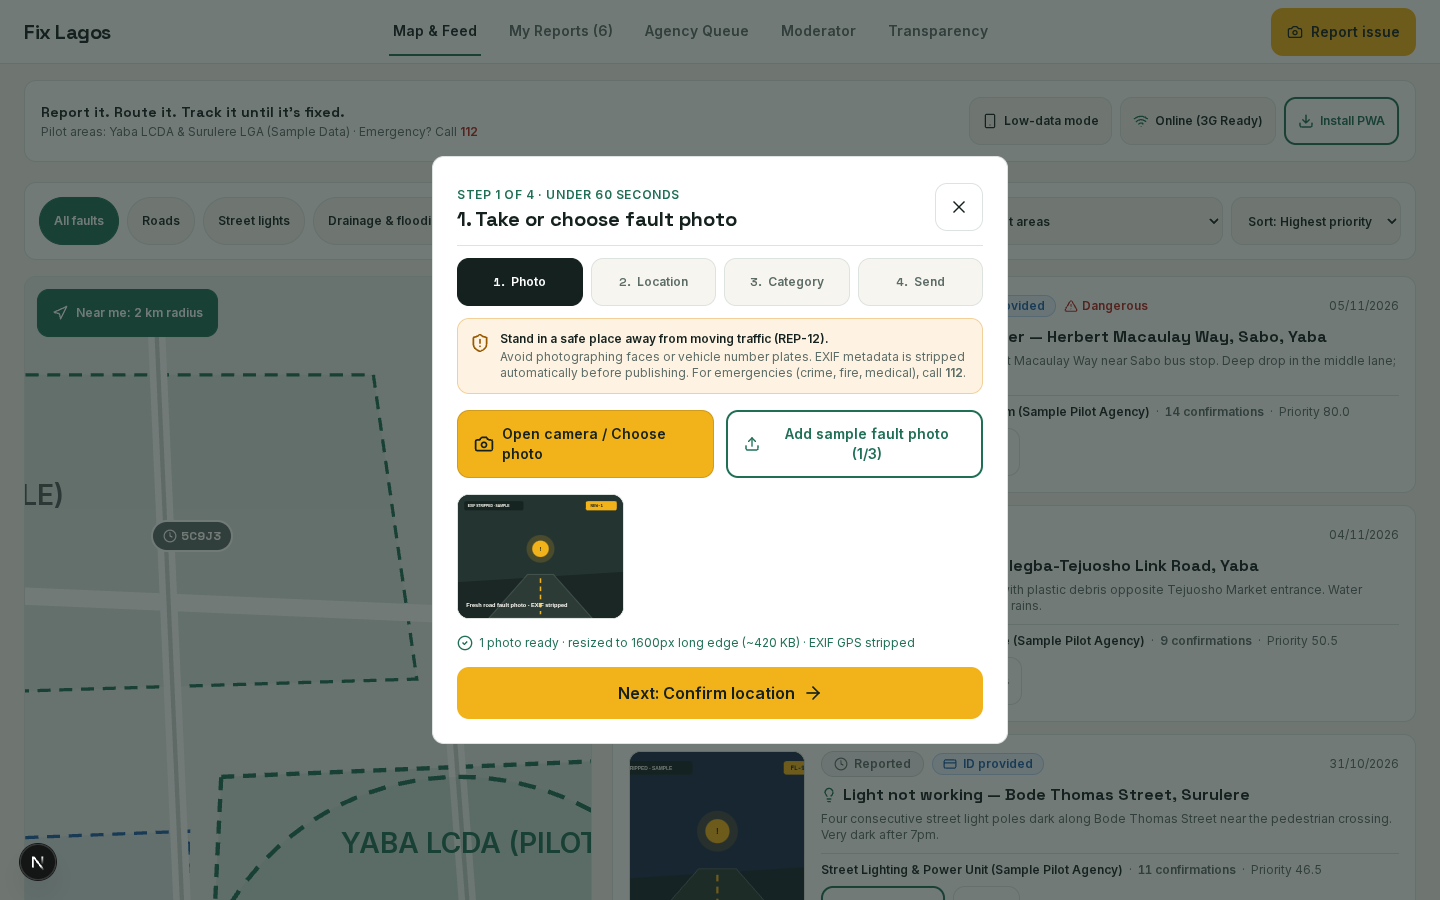 Fix Lagos
Map & Feed
My Reports (6)
Agency Queue
Moderator
Transparency
Report issue
Report it. Route it. Track it until it's fixed.
Pilot areas: Yaba LCDA & Surulere LGA (Sample Data) · Emergency? Call 112
Low-data mode
Online (3G Ready)
Install PWA
All faults
Roads
Street lights
Drainage & floodi
t areas
Sort: Highest priority
STEP 1 OF 4 · UNDER 60 SECONDS
1. Take or choose fault photo
1. Photo
2. Location
3. Category
4. Send
Stand in a safe place away from moving traffic (REP-12).
Avoid photographing faces or vehicle number plates. EXIF metadata is stripped
automatically before publishing. For emergencies (crime, fire, medical), call 112.
Open camera / Choose
photo
Add sample fault photo
(1/3)
EXIF STRIPPED · SAMPLE
NEW-1
!
Fresh road fault photo - EXIF stripped
1 photo ready · resized to 1600px long edge (~420 KB) · EXIF GPS stripped
Next: Confirm location
Near me: 2 km radius
LE)
5C9J3
YABA LCDA (PILOT
N
ovided
Dangerous
05/11/2026
er — Herbert Macaulay Way, Sabo, Yaba
t Macaulay Way near Sabo bus stop. Deep drop in the middle lane;
m (Sample Pilot Agency) · 14 confirmations · Priority 80.0
04/11/2026
legba-Tejuosho Link Road, Yaba
with plastic debris opposite Tejuosho Market entrance. Water
rains.
(Sample Pilot Agency) · 9 confirmations · Priority 50.5
RIPPED · SAMPLE
!
Reported
ID provided
31/10/2026
Light not working — Bode Thomas Street, Surulere
Four consecutive street light poles dark along Bode Thomas Street near the pedestrian crossing.
Very dark after 7pm.
Street Lighting & Power Unit (Sample Pilot Agency) · 11 confirmations · Priority 46.5